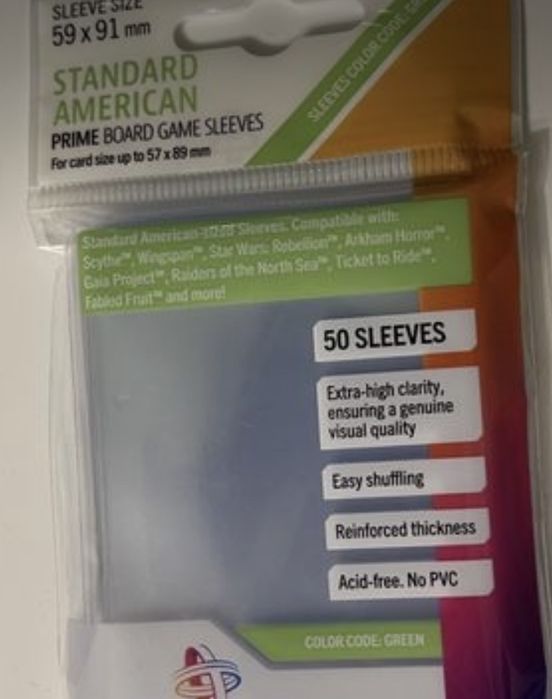 SLEEVE SIZE
59 x 91 mm
STANDARD
AMERICAN
PRIME BOARD GAME SLEEVES
For card size up to 57 x 89 mm
SLEEVES COLOR CODE: GR
Standard American-sized Sleeves. Compatible with:
Scythe™, Wingspan™, Star Wars: Rebellion™, Arkham Horror™,
Gaia Project™, Raiders of the North Sea™, Ticket to Ride™,
Fabled Fruit™ and more!
50 SLEEVES
Extra-high clarity,
ensuring a genuine
visual quality
Easy shuffling
Reinforced thickness
Acid-free. No PVC
COLOR CODE: GREEN